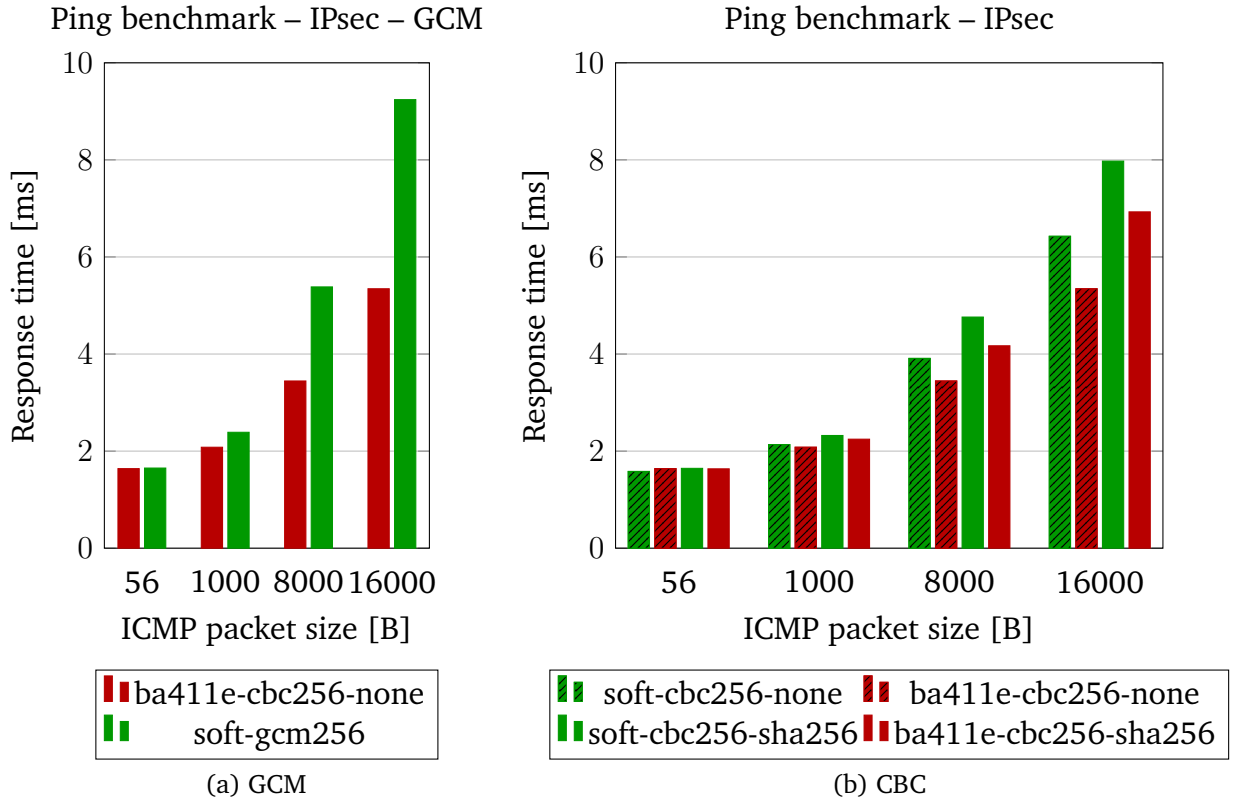 Ping benchmark – IPsec – GCM
10
8
6
4
2
0
Response time [ms]
56 1000 8000 16000
ICMP packet size [B]
ba411e-cbc256-none
soft-gcm256
(a) GCM
Ping benchmark – IPsec
10
8
6
4
2
0
Response time [ms]
56 1000 8000 16000
ICMP packet size [B]
soft-cbc256-none ba411e-cbc256-none
soft-cbc256-sha256 ba411e-cbc256-sha256
(b) CBC